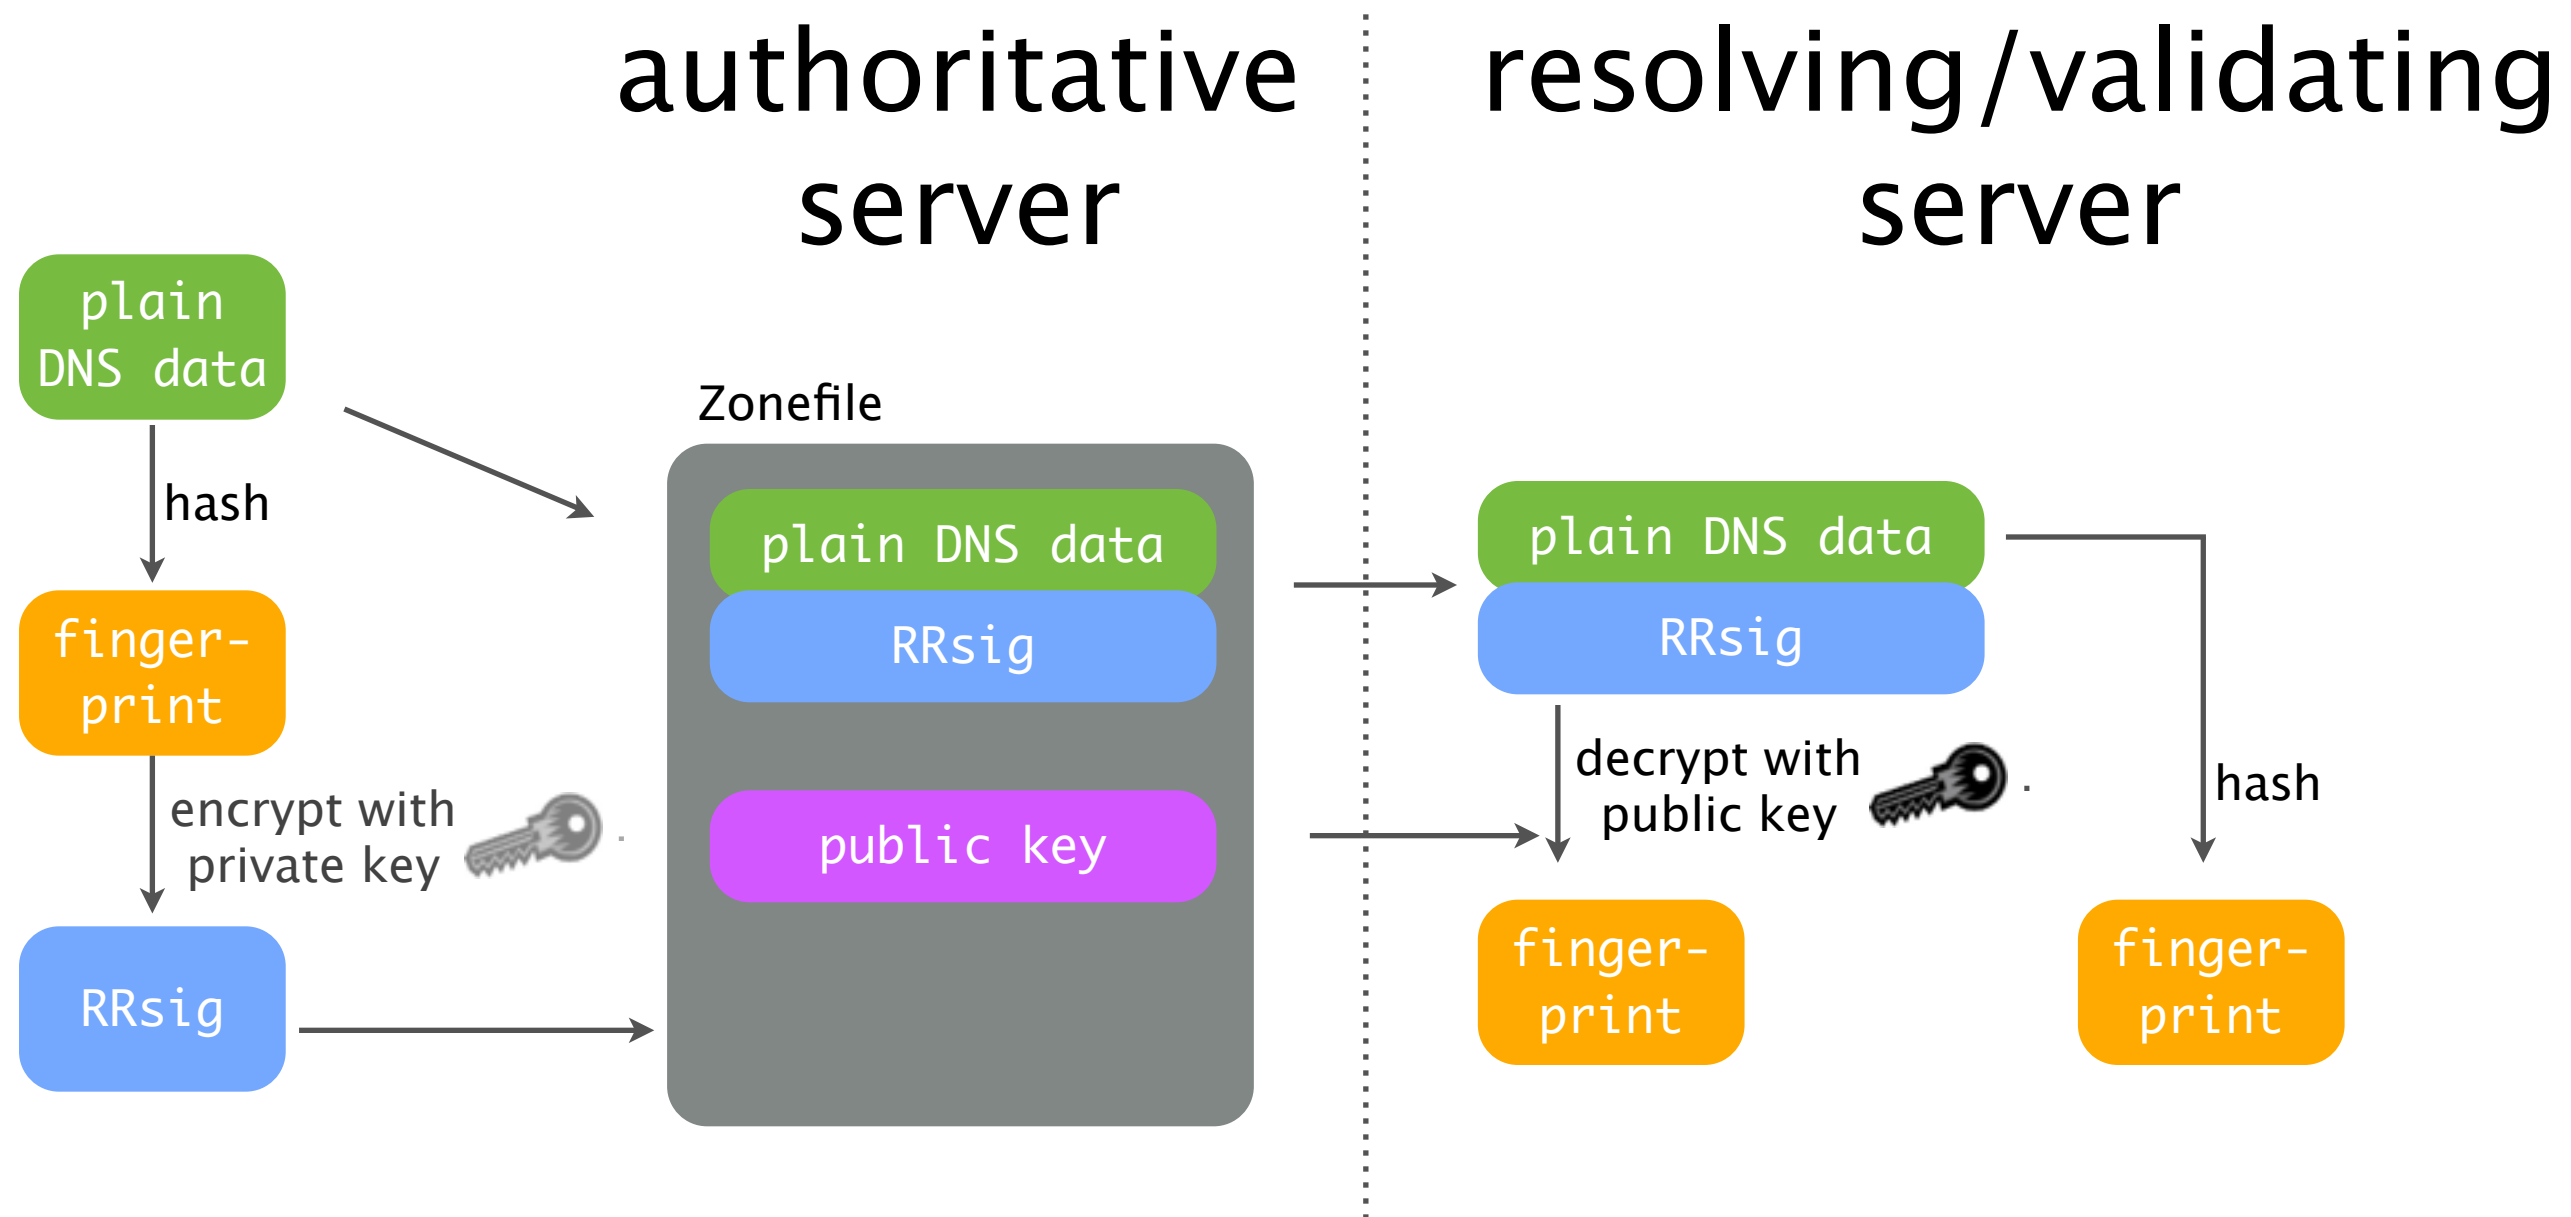 authoritative
server
resolving/validating
server
plain
DNS data
hash
finger-
print
encrypt with
private key
RRsig
Zonefile
plain DNS data
RRsig
public key
plain DNS data
RRsig
decrypt with
public key
hash
finger-
print
finger-
print